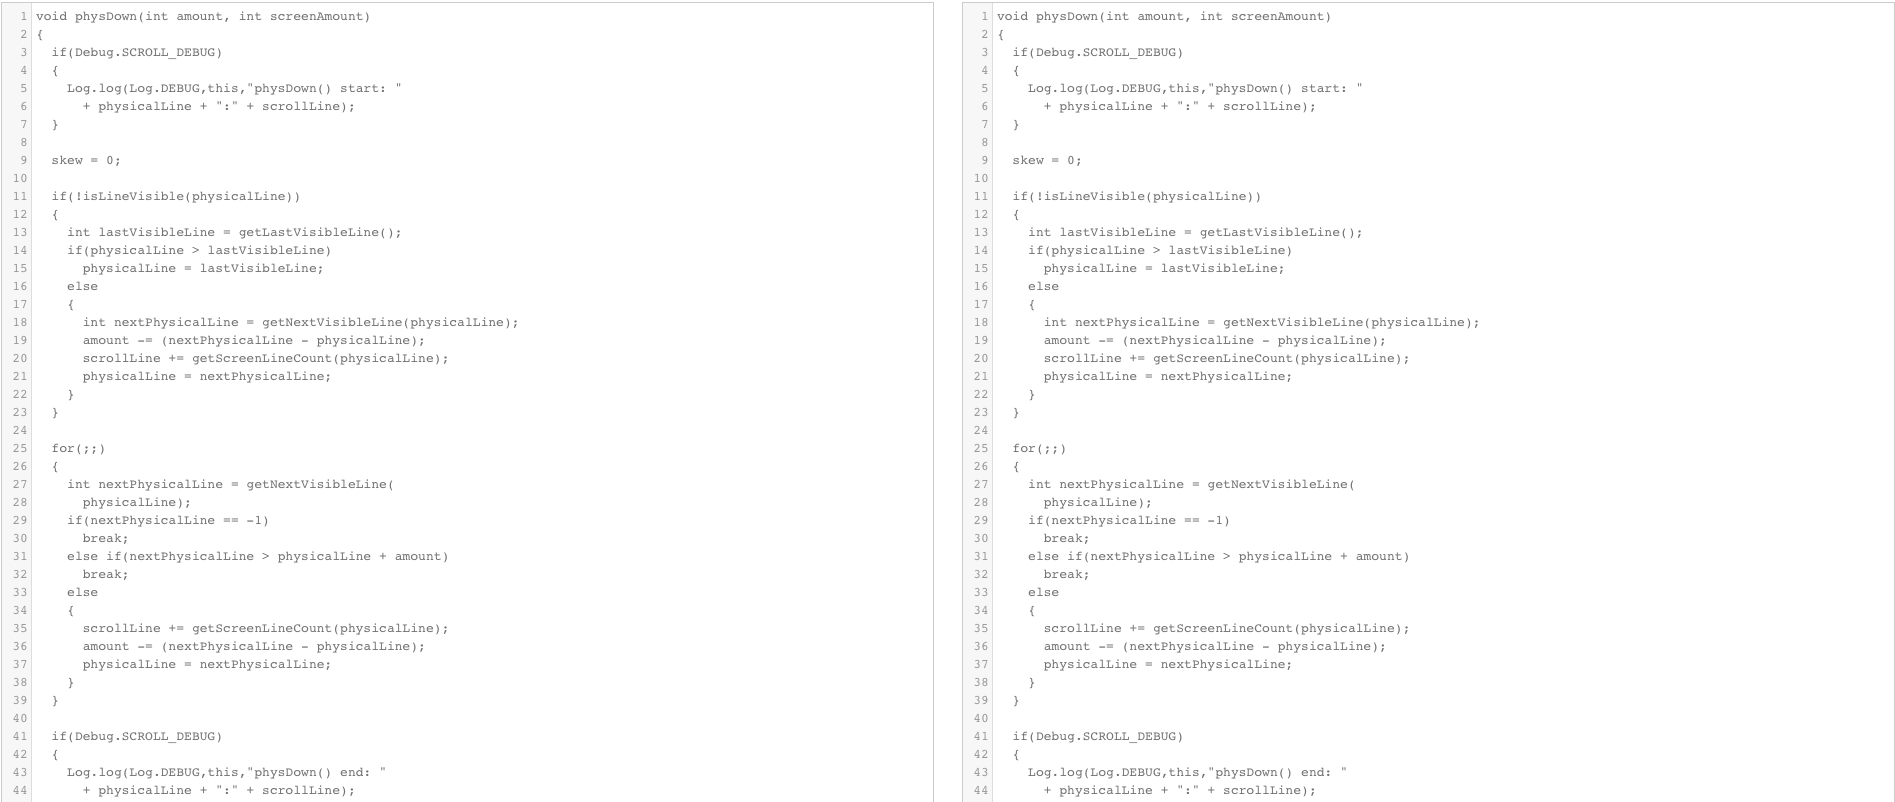 1 void physDown(int amount, int screenAmount)
2 {
3   if(Debug.SCROLL_DEBUG)
4   {
5     Log.log(Log.DEBUG,this,"physDown() start: "
6       + physicalLine + ":" + scrollLine);
7   }
8
9   skew = 0;
10
11   if(!isLineVisible(physicalLine))
12   {
13     int lastVisibleLine = getLastVisibleLine();
14     if(physicalLine > lastVisibleLine)
15       physicalLine = lastVisibleLine;
16     else
17     {
18       int nextPhysicalLine = getNextVisibleLine(physicalLine);
19       amount -= (nextPhysicalLine - physicalLine);
20       scrollLine += getScreenLineCount(physicalLine);
21       physicalLine = nextPhysicalLine;
22     }
23   }
24
25   for(;;)
26   {
27     int nextPhysicalLine = getNextVisibleLine(
28       physicalLine);
29     if(nextPhysicalLine == -1)
30       break;
31     else if(nextPhysicalLine > physicalLine + amount)
32       break;
33     else
34     {
35       scrollLine += getScreenLineCount(physicalLine);
36       amount -= (nextPhysicalLine - physicalLine);
37       physicalLine = nextPhysicalLine;
38     }
39   }
40
41   if(Debug.SCROLL_DEBUG)
42   {
43     Log.log(Log.DEBUG,this,"physDown() end: "
44       + physicalLine + ":" + scrollLine);
1 void physDown(int amount, int screenAmount)
2 {
3   if(Debug.SCROLL_DEBUG)
4   {
5     Log.log(Log.DEBUG,this,"physDown() start: "
6       + physicalLine + ":" + scrollLine);
7   }
8
9   skew = 0;
10
11   if(!isLineVisible(physicalLine))
12   {
13     int lastVisibleLine = getLastVisibleLine();
14     if(physicalLine > lastVisibleLine)
15       physicalLine = lastVisibleLine;
16     else
17     {
18       int nextPhysicalLine = getNextVisibleLine(physicalLine);
19       amount -= (nextPhysicalLine - physicalLine);
20       scrollLine += getScreenLineCount(physicalLine);
21       physicalLine = nextPhysicalLine;
22     }
23   }
24
25   for(;;)
26   {
27     int nextPhysicalLine = getNextVisibleLine(
28       physicalLine);
29     if(nextPhysicalLine == -1)
30       break;
31     else if(nextPhysicalLine > physicalLine + amount)
32       break;
33     else
34     {
35       scrollLine += getScreenLineCount(physicalLine);
36       amount -= (nextPhysicalLine - physicalLine);
37       physicalLine = nextPhysicalLine;
38     }
39   }
40
41   if(Debug.SCROLL_DEBUG)
42   {
43     Log.log(Log.DEBUG,this,"physDown() end: "
44       + physicalLine + ":" + scrollLine);